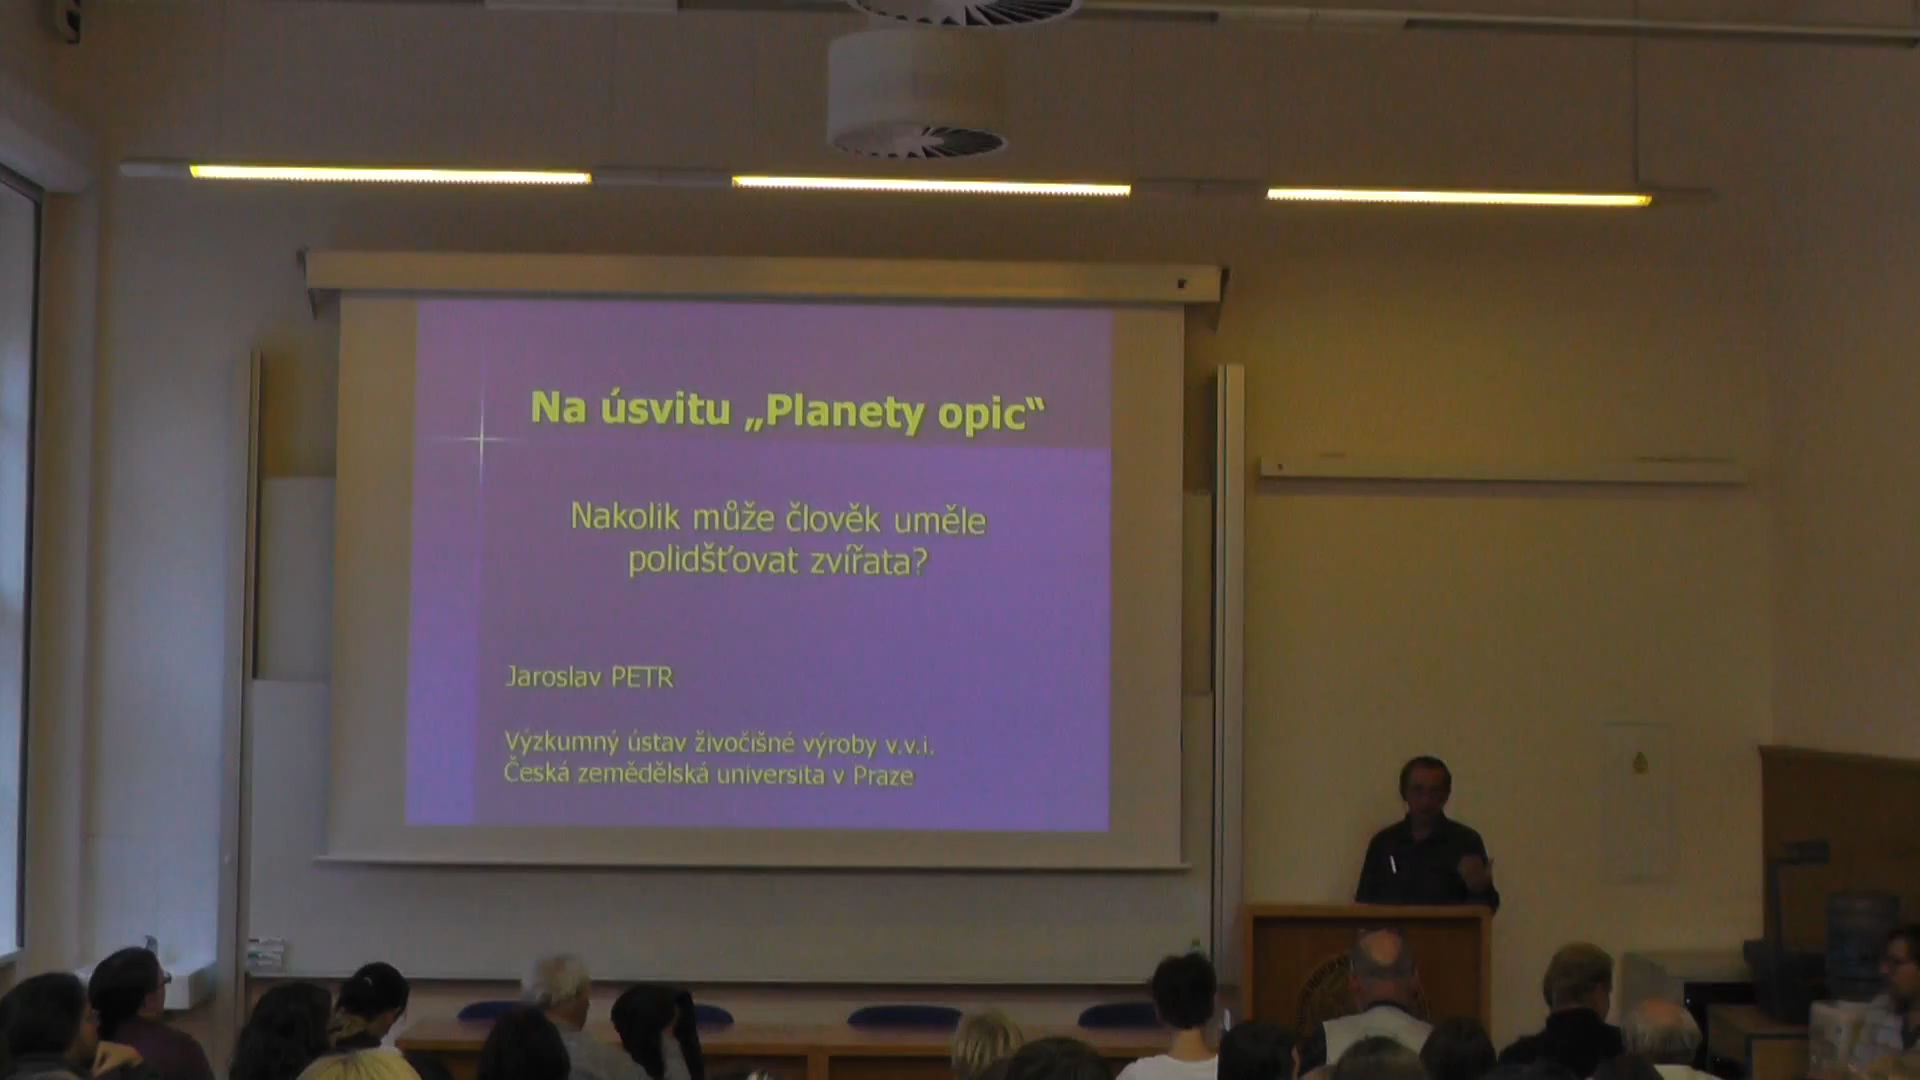 Na úsvitu „Planety opic“
Nakolik může člověk uměle
polidšťovat zvířata?
Jaroslav PETR
Výzkumný ústav živočišné výroby v.v.i.
Česká zemědělská universita v Praze